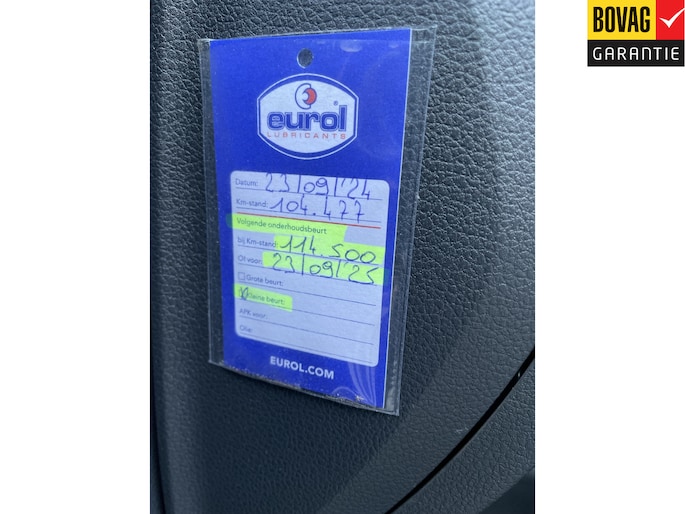 BOVAG
GARANTIE
eurol®
LUBRICANTS
Datum: 23/09/'24
Km-stand: 104.477
Volgende onderhoudsbeurt
bij Km-stand: 114.500
Of voor: 23/09/'25
Grote beurt:
Kleine beurt:
APK voor:
Olie:
EUROL.COM